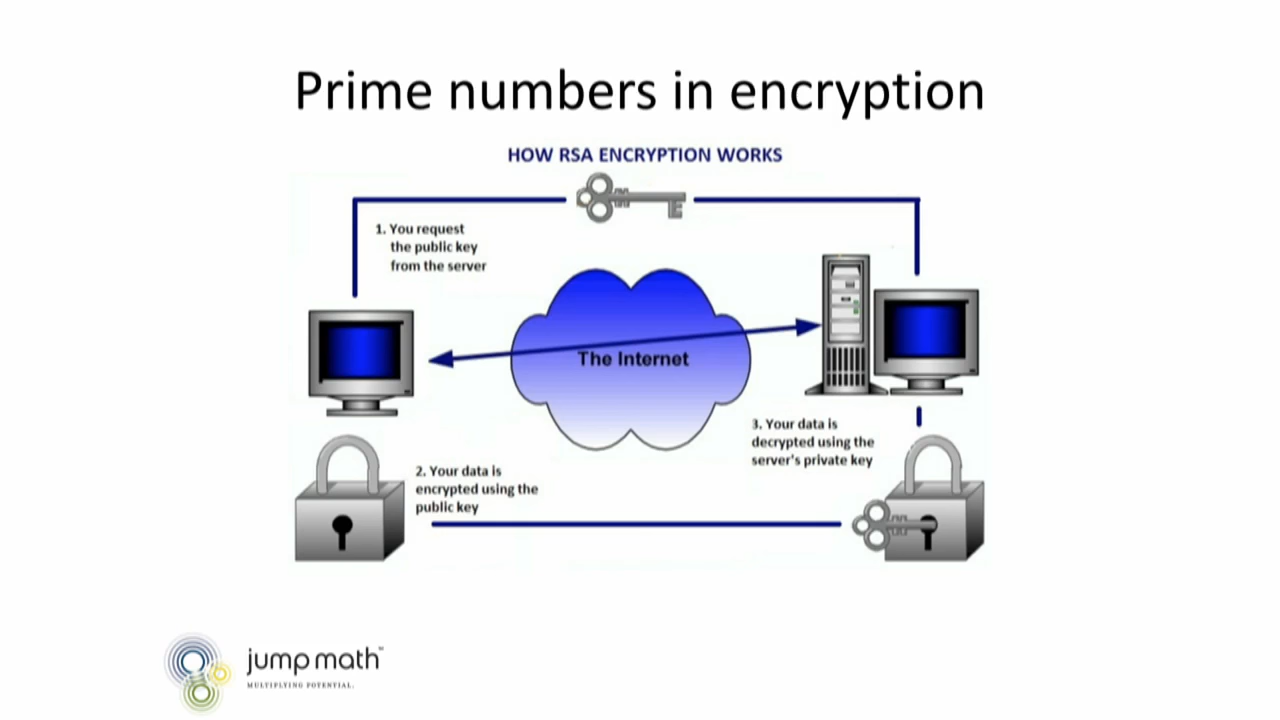 Prime numbers in encryption
HOW RSA ENCRYPTION WORKS
1. You request
the public key
from the server
The Internet
3. Your data is
decrypted using the
server's private key
2. Your data is
encrypted using the
public key
jump math™
MULTIPLYING POTENTIAL.